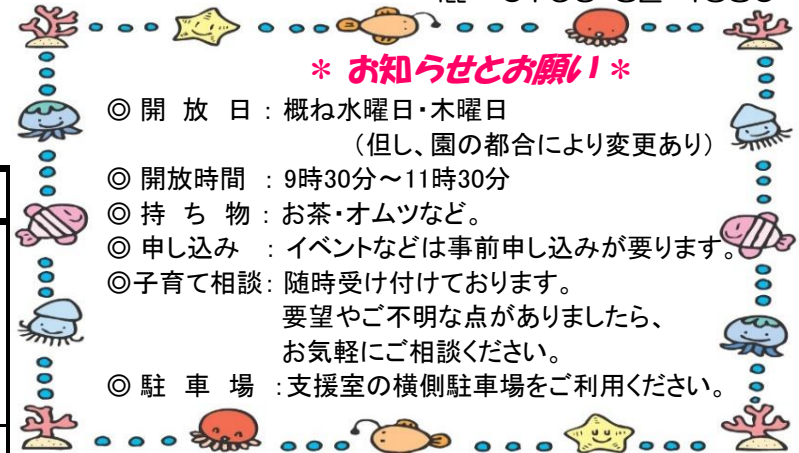 ＊ お知らせとお願い＊
◎ 開 放 日 : 概ね水曜日・木曜日
（但し、園の都合により変更あり）
◎ 開放時間 : 9時30分～11時30分
◎ 持 ち 物 : お茶・オムツなど。
◎ 申し込み : イベントなどは事前申し込みが要ります。
◎子育て相談: 随時受け付けております。
要望やご不明な点がありましたら、
お気軽にご相談ください。
◎ 駐 車 場 :支援室の横側駐車場をご利用ください。